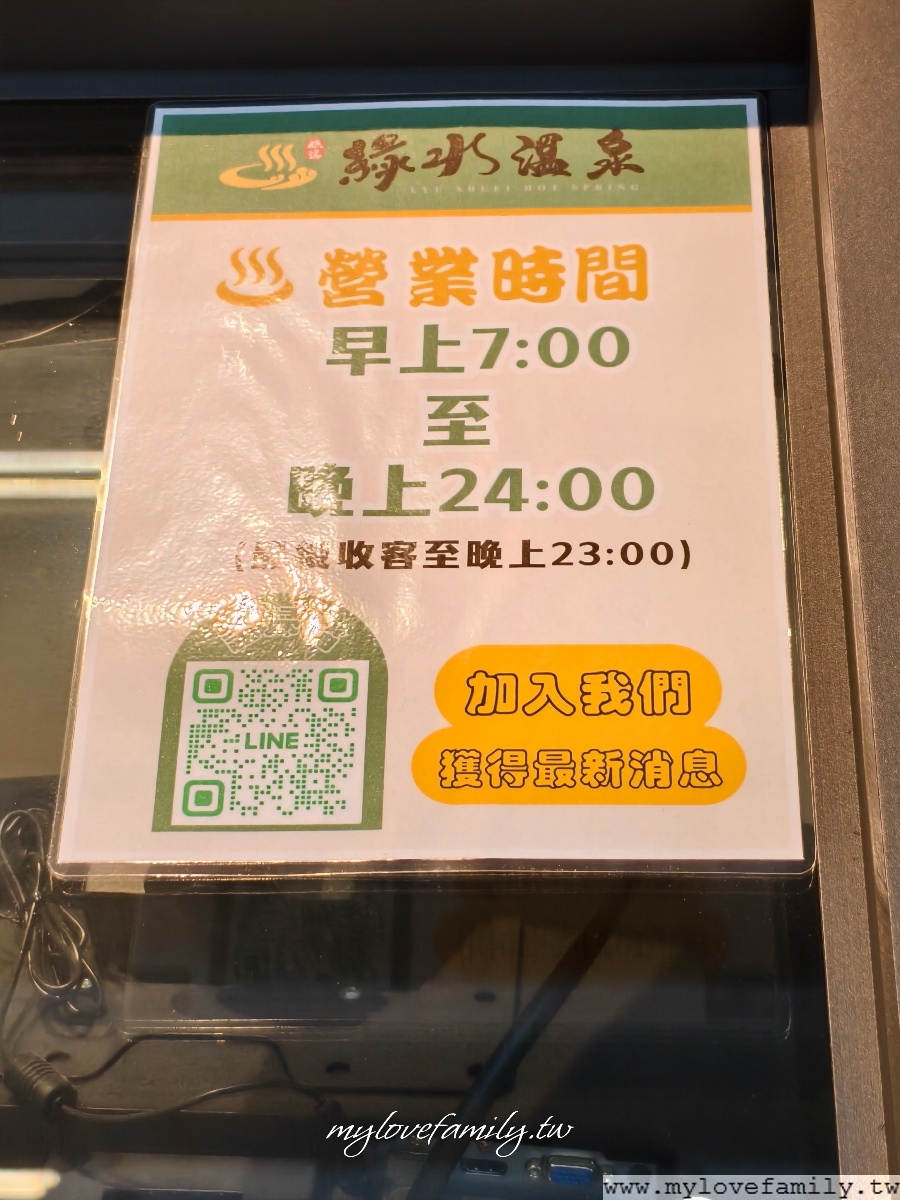 綠水溫泉
LYU SHUEI HOT SPRING
營業時間
早上7:00
至
晚上24:00
(最後收客至晚上23:00)
LINE
加入我們
獲得最新消息
mylovefamily.tw
www.mylovefamily.tw